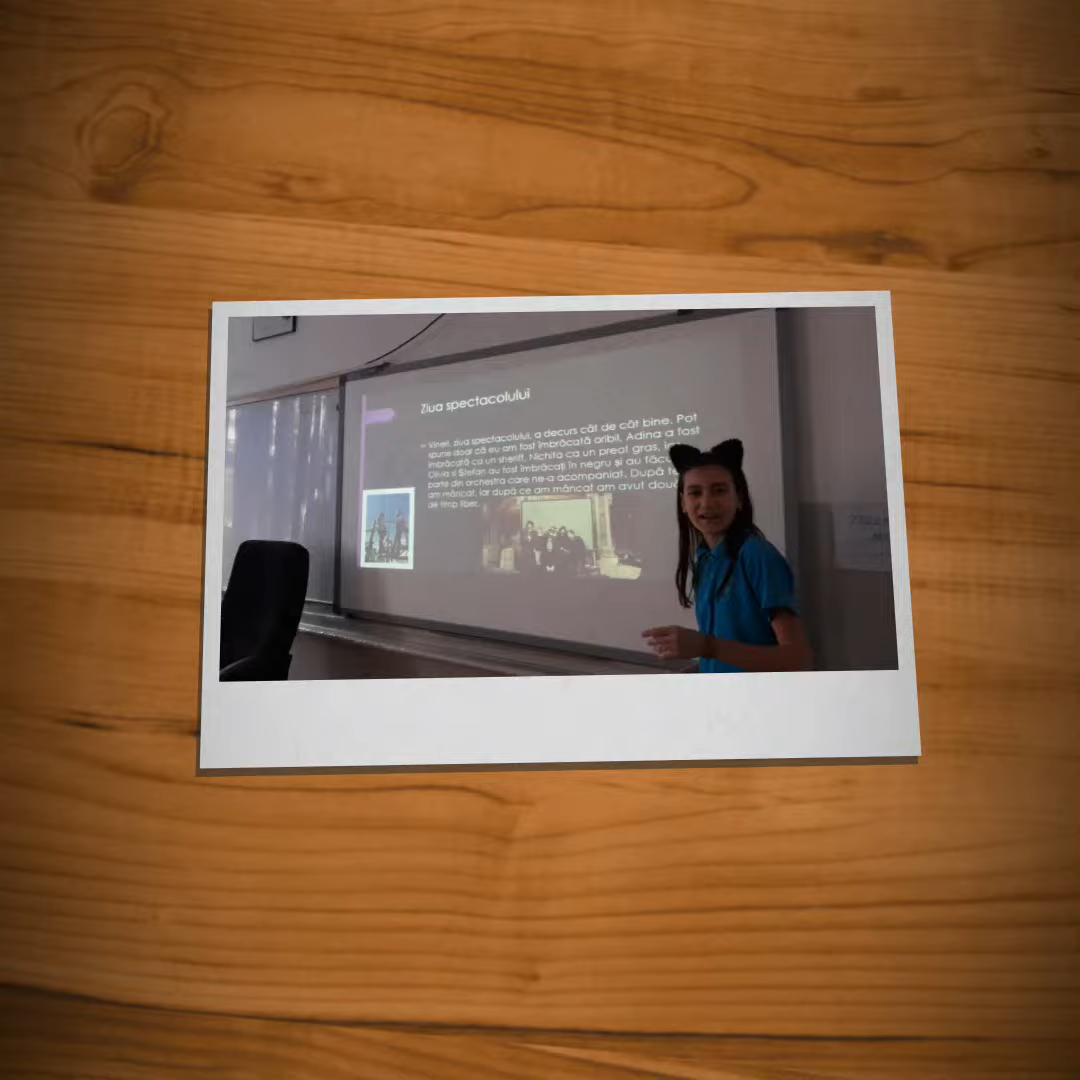 Ziua spectacolului
Vineri, ziua spectacolului, a decurs cât de cât bine. Pot
spune doar că eu am fost îmbrăcată oribil, Adina a fost
îmbrăcată ca un sheriff, Nichita ca un preot gras, iar
Olivia si Ștefan au fost îmbrăcați în negru și au făcut
parte din orchestra care ne-a acompaniat. După
am mâncat, iar după ce am mâncat am avut două
de timp liber.